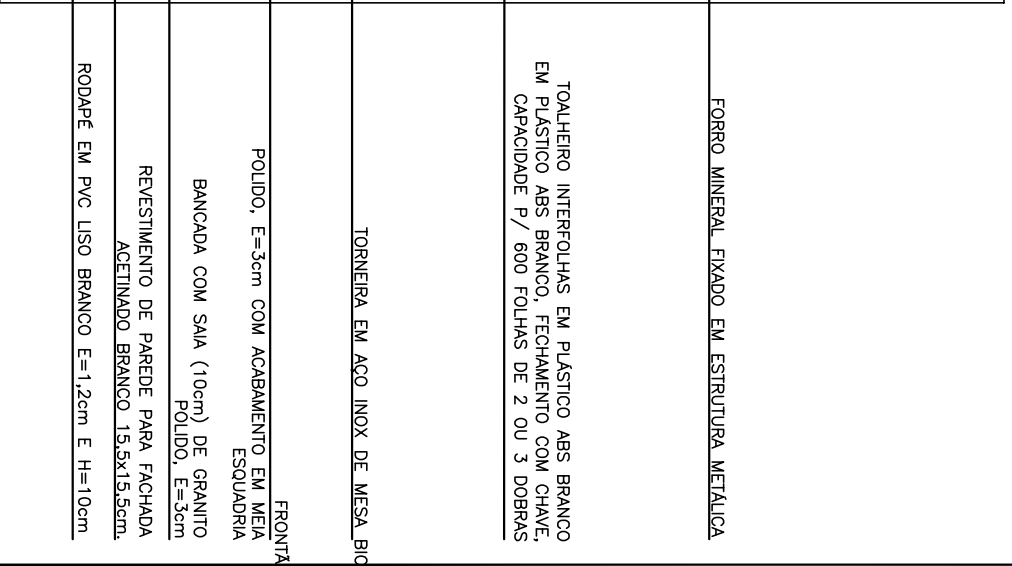 FORRO MINERAL FIXADO EM ESTRUTURA METÁLICA
TOALHEIRO INTERFOLHAS EM PLÁSTICO ABS BRANCO
EM PLÁSTICO ABS BRANCO, FECHAMENTO COM CHAVE,
CAPACIDADE P/ 600 FOLHAS DE 2 OU 3 DOBRAS
TORNEIRA EM AÇO INOX DE MESA BIC
FRONTÃ
POLIDO, E=3cm COM ACABAMENTO EM MEIA
ESQUADRIA
BANCADA COM SAIA (10cm) DE GRANITO
POLIDO, E=3cm
REVESTIMENTO DE PAREDE PARA FACHADA
ACETINADO BRANCO 15,5x15,5cm.
RODAPÉ EM PVC LISO BRANCO E=1,2cm E H=10cm